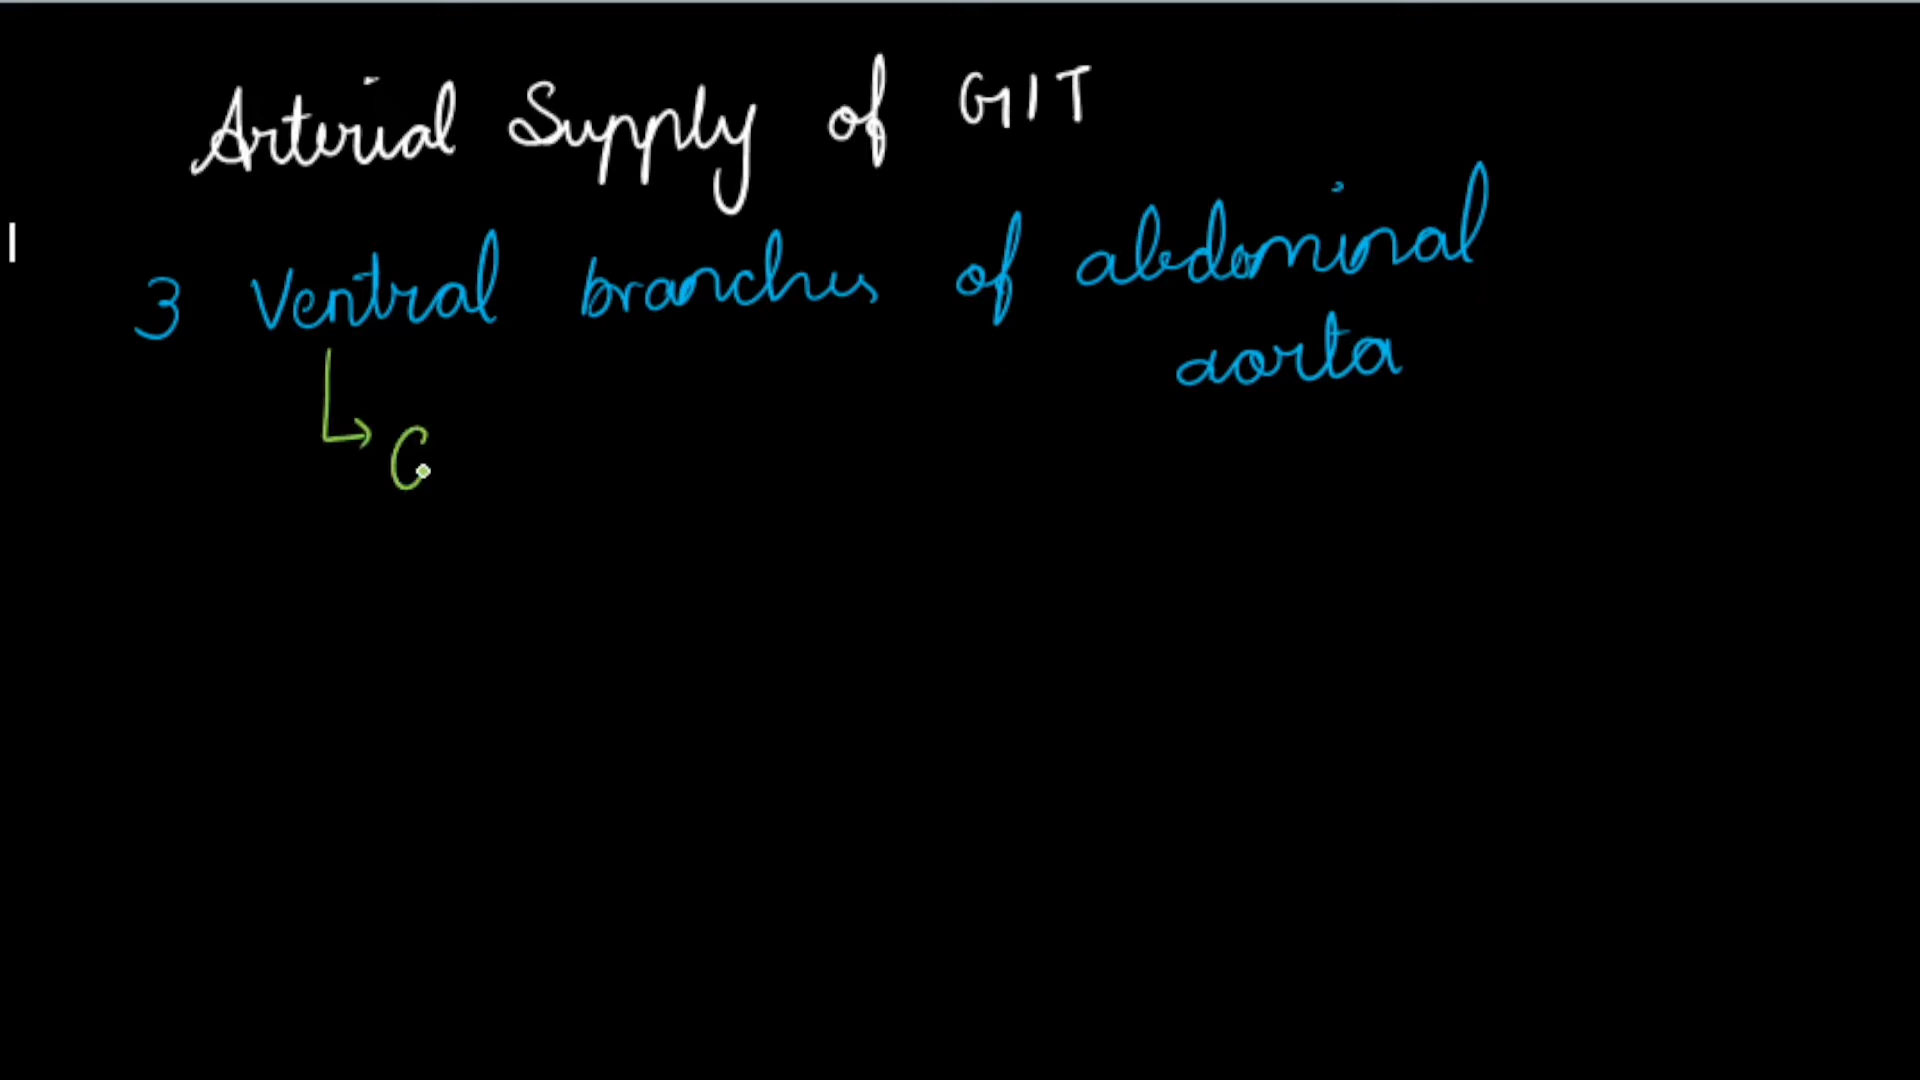 Arterial Supply of GIT
3 Ventral branches of abdominal
aorta
C